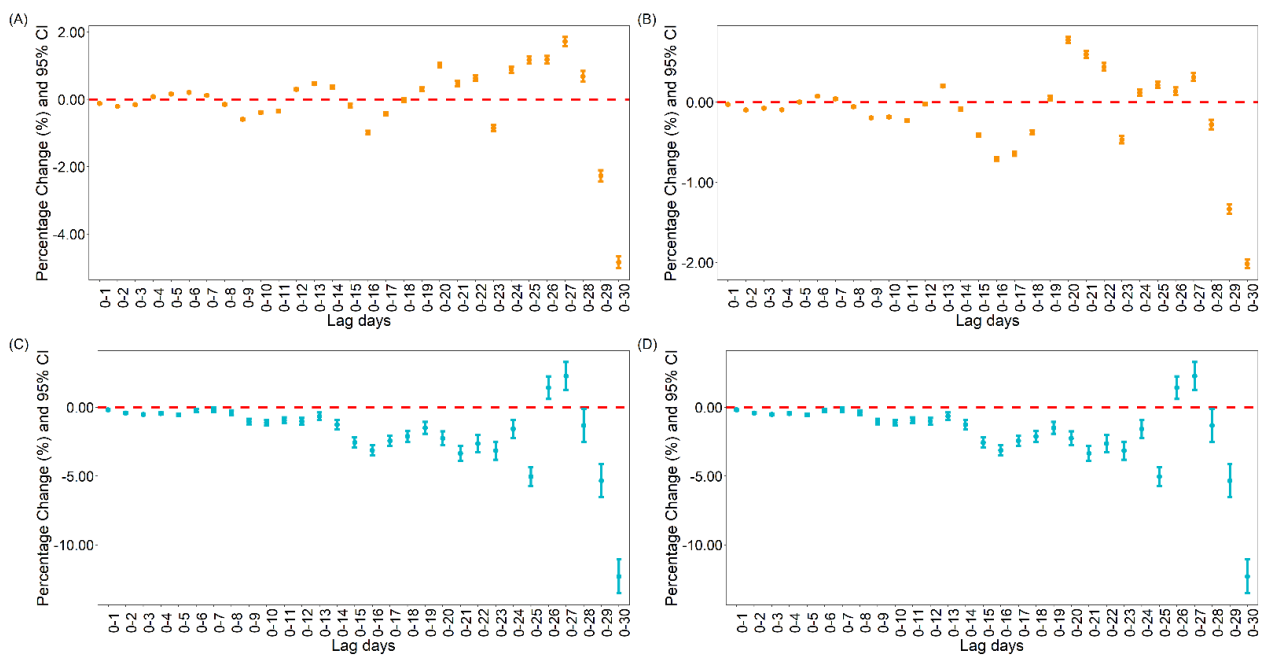 (A)
Percentage Change (%) and 95% CI
2.00
0.00
-2.00
-4.00
0-1 0-2 0-3 0-4 0-5 0-6 0-7 0-8 0-9 0-10 0-11 0-12 0-13 0-14 0-15 0-16 0-17 0-18 0-19 0-20 0-21 0-22 0-23 0-24 0-25 0-26 0-27 0-28 0-29 0-30
Lag days
(B)
Percentage Change (%) and 95% CI
0.00
-1.00
-2.00
0-1 0-2 0-3 0-4 0-5 0-6 0-7 0-8 0-9 0-10 0-11 0-12 0-13 0-14 0-15 0-16 0-17 0-18 0-19 0-20 0-21 0-22 0-23 0-24 0-25 0-26 0-27 0-28 0-29 0-30
Lag days
(C)
Percentage Change (%) and 95% CI
0.00
-5.00
-10.00
0-1 0-2 0-3 0-4 0-5 0-6 0-7 0-8 0-9 0-10 0-11 0-12 0-13 0-14 0-15 0-16 0-17 0-18 0-19 0-20 0-21 0-22 0-23 0-24 0-25 0-26 0-27 0-28 0-29 0-30
Lag days
(D)
Percentage Change (%) and 95% CI
0.00
-5.00
-10.00
0-1 0-2 0-3 0-4 0-5 0-6 0-7 0-8 0-9 0-10 0-11 0-12 0-13 0-14 0-15 0-16 0-17 0-18 0-19 0-20 0-21 0-22 0-23 0-24 0-25 0-26 0-27 0-28 0-29 0-30
Lag days